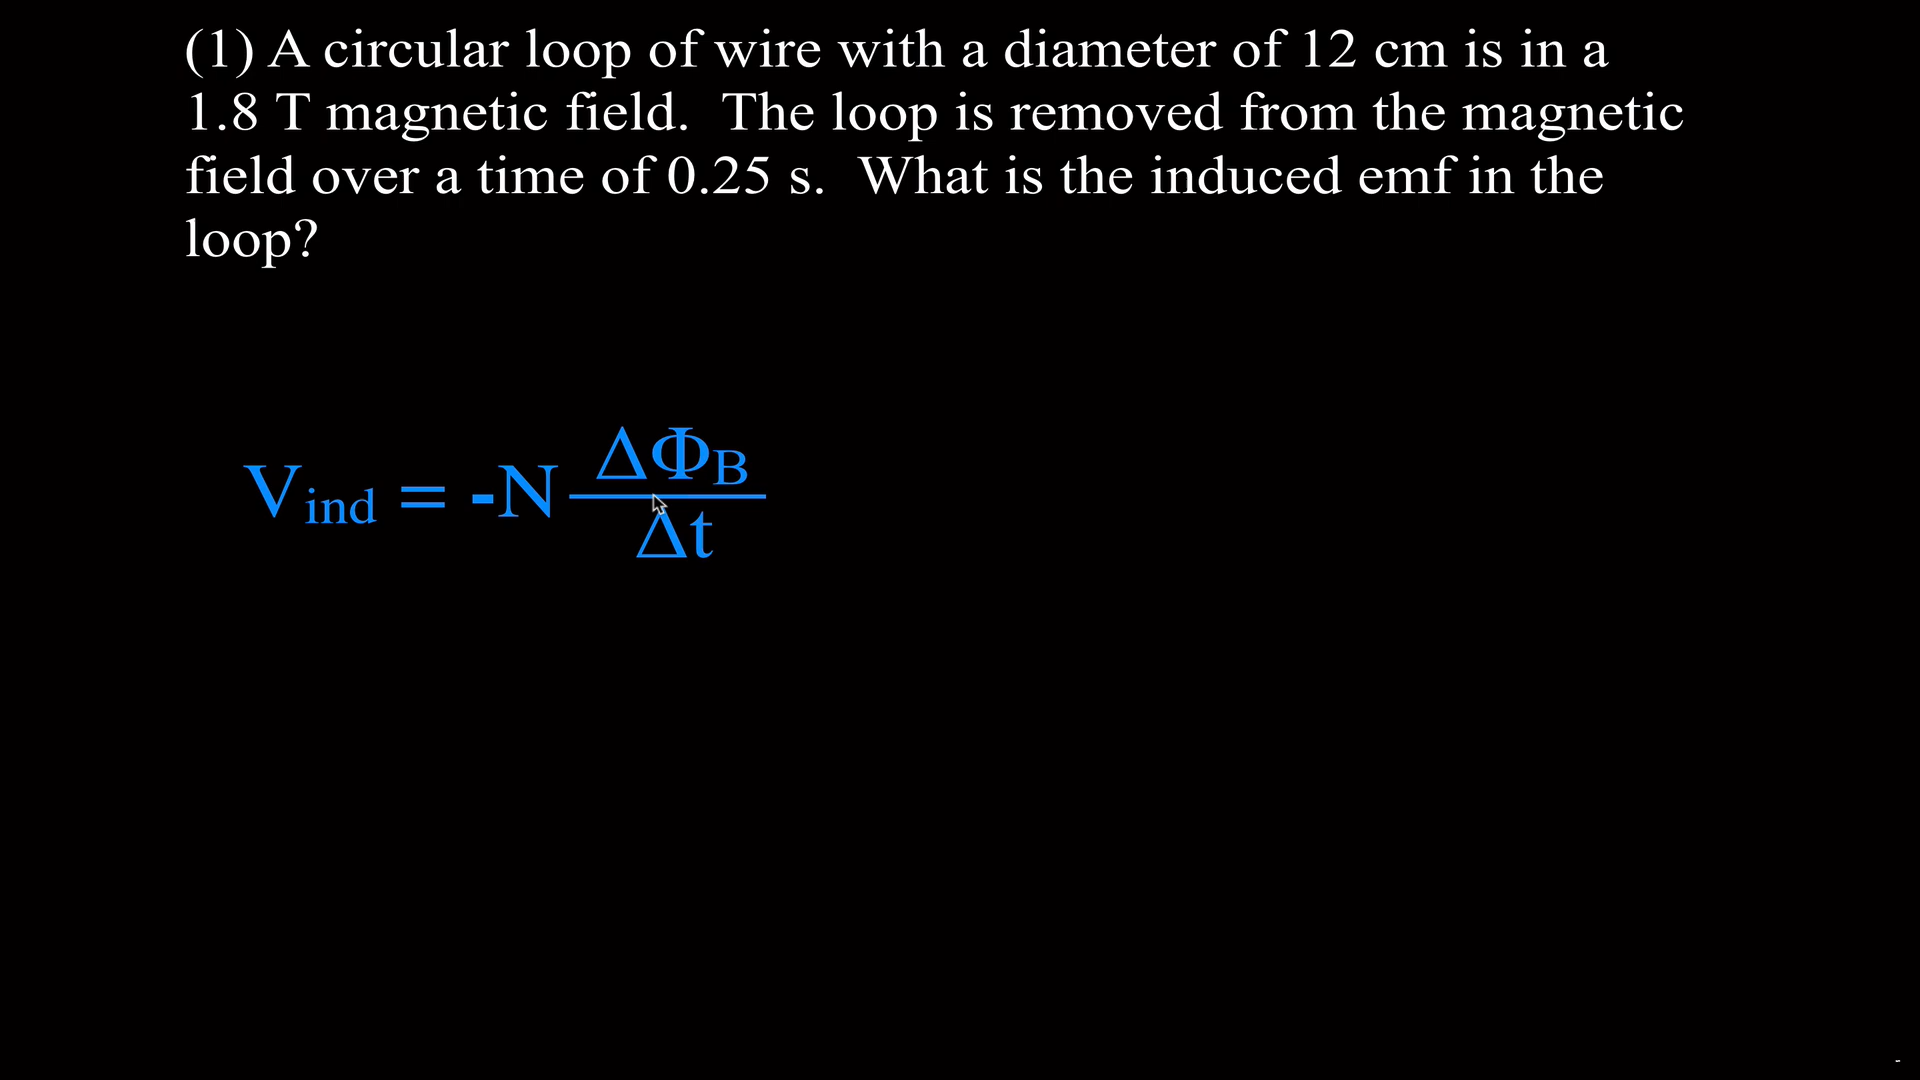 (1) A circular loop of wire with a diameter of 12 cm is in a
1.8 T magnetic field.  The loop is removed from the magnetic
field over a time of 0.25 s.  What is the induced emf in the
loop?
V_ind = -N ΔΦ_B / Δt